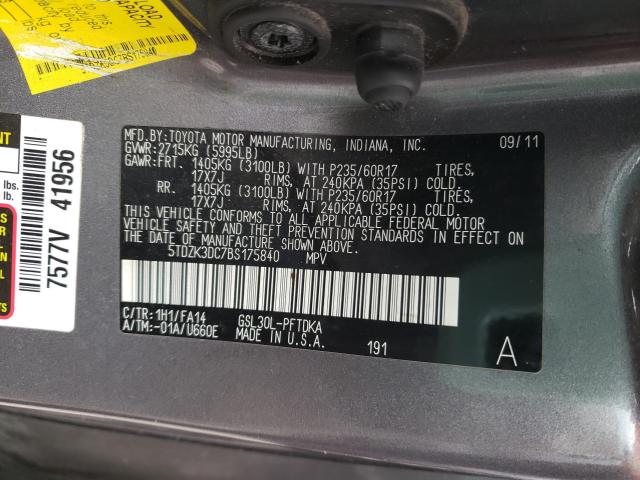 LOAD
CAPACITY
MFD.BY:TOYOTA MOTOR MANUFACTURING, INDIANA, INC. 09/11
GVWR:2715KG (5995LB)
GAWR:FRT. 1405KG (3100LB) WITH P235/60R17 TIRES,
17X7J RIMS, AT 240KPA (35PSI) COLD.
RR. 1405KG (3100LB) WITH P235/60R17 TIRES,
17X7J RIMS, AT 240KPA (35PSI) COLD.
THIS VEHICLE CONFORMS TO ALL APPLICABLE FEDERAL MOTOR
VEHICLE SAFETY AND THEFT PREVENTION STANDARDS IN EFFECT ON
THE DATE OF MANUFACTURE SHOWN ABOVE.
5TDZK3DC7BS175840 MPV
C/TR:1H1/FA14 GSL30L-PFTDKA
A/TM:-01A/U660E MADE IN U.S.A.
191
A
7577V 41956
lbs.
lbs.